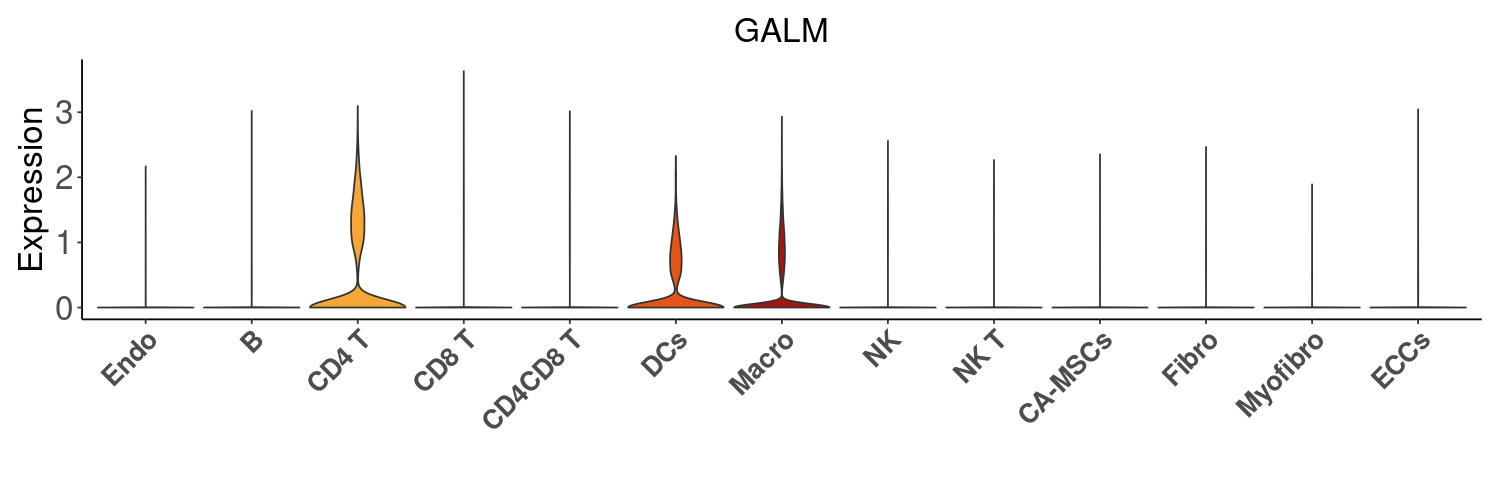 GALM
Expression
3
2
1
0
Endo
B
CD4 T
CD8 T
CD4CD8 T
DCs
Macro
NK
NK T
CA-MSCs
Fibro
Myofibro
ECCs